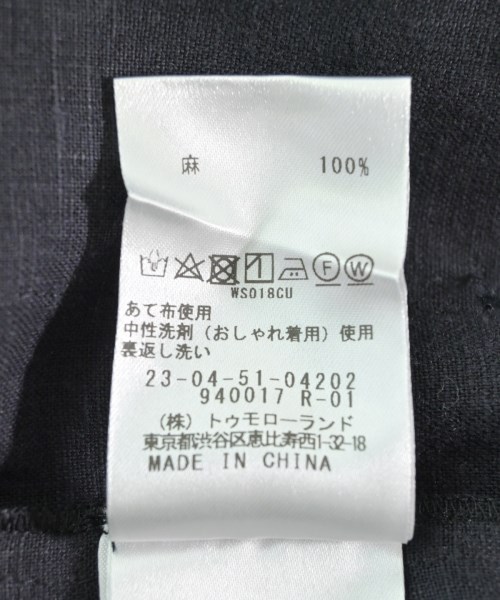 麻 100%
F W
WS018CU
あて布使用
中性洗剤(おしゃれ着用)使用
裏返し洗い
23-04-51-04202
940017 R-01
(株)トゥモローランド
東京都渋谷区恵比寿西1-32-18
MADE IN CHINA